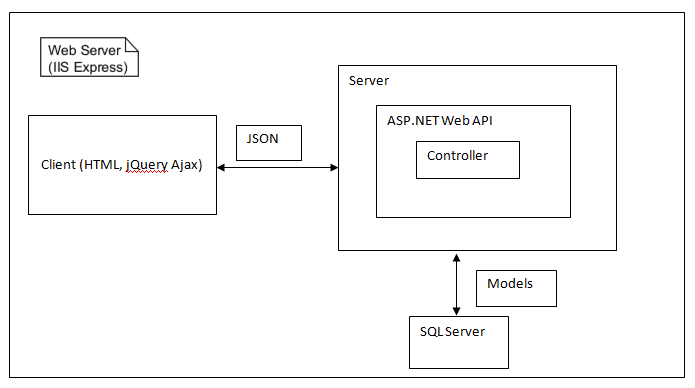 Web Server
(IIS Express)
Server
ASP.NET Web API
JSON
Controller
Client (HTML, jQuery Ajax)
Models
SQL Server